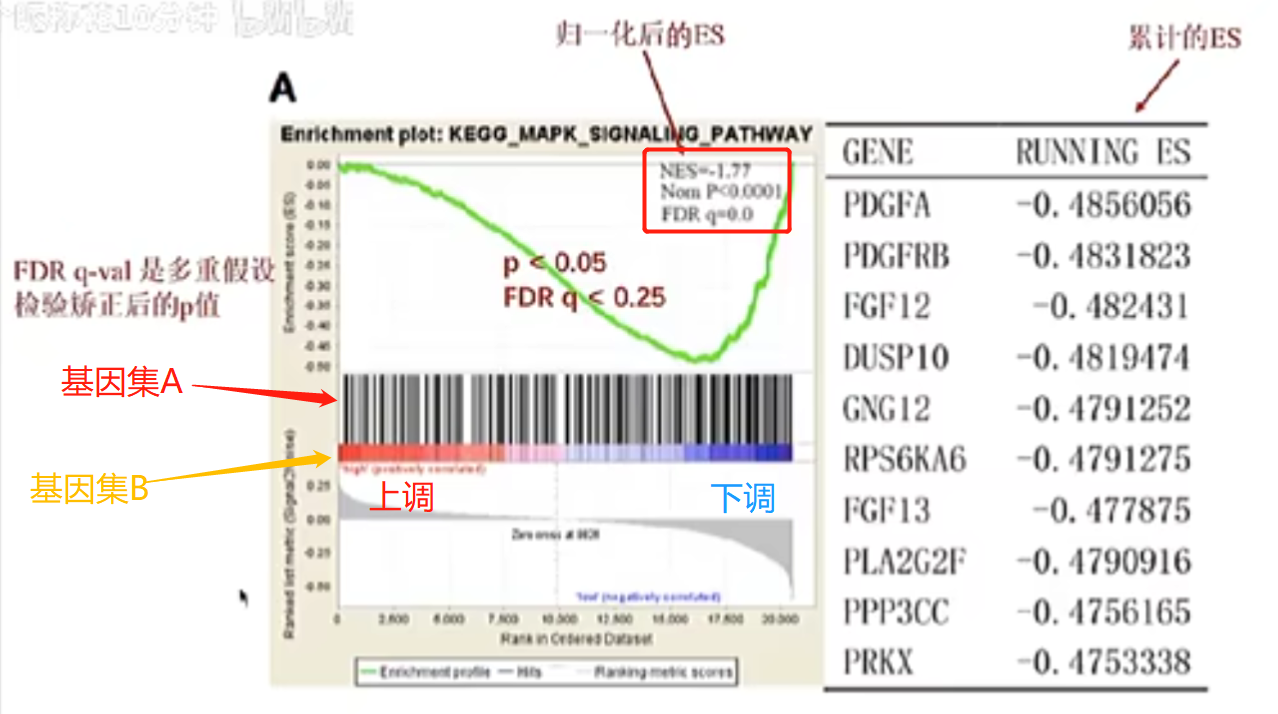 归一化后的ES
累计的ES
A
Enrichment plot: KEGG_MAPK_SIGNALING_PATHWAY
NES=-1.77
Nom P<0.0001
FDR q=0.0
p < 0.05
FDR q < 0.25
Enrichment score (ES)
0.00
-0.05
-0.10
-0.15
-0.20
-0.25
-0.30
-0.35
-0.40
-0.45
-0.50
FDR q-val 是多重假设
检验矫正后的p值
基因集A
基因集B
'high' (positively correlated)
上调
下调
Ranked list metric (Signal2Noise)
0.25
0.00
-0.25
-0.50
Zero cross at
'low' (negatively correlated)
0 2,500 5,000 7,500 10,000 12,500 15,000 17,500 20,000
Rank in Ordered Dataset
Enrichment profile Hits Ranking metric scores
GENE RUNNING ES
PDGFA -0.4856056
PDGFRB -0.4831823
FGF12 -0.482431
DUSP10 -0.4819474
GNG12 -0.4791252
RPS6KA6 -0.4791275
FGF13 -0.477875
PLA2G2F -0.4790916
PPP3CC -0.4756165
PRKX -0.4753338